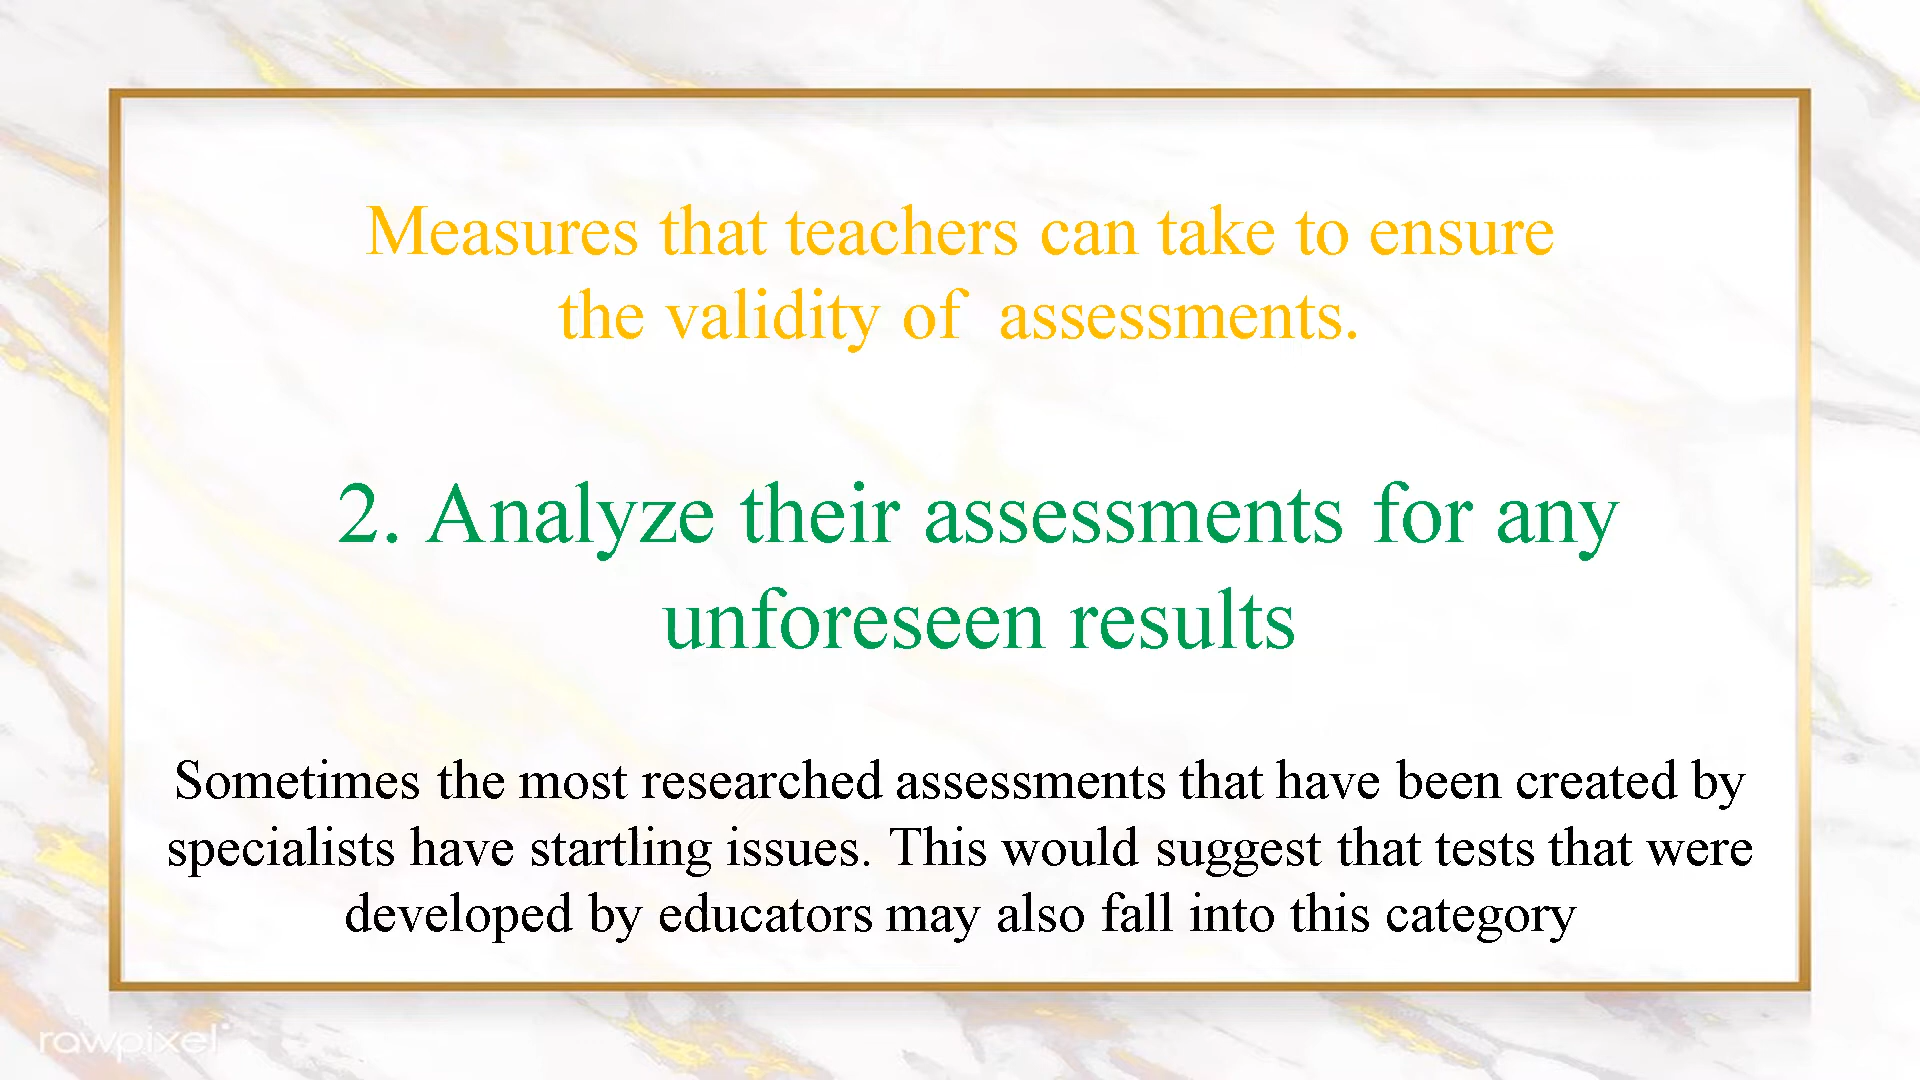 Measures that teachers can take to ensure
the validity of  assessments.
2. Analyze their assessments for any
unforeseen results
Sometimes the most researched assessments that have been created by
specialists have startling issues. This would suggest that tests that were
developed by educators may also fall into this category
rawpixel